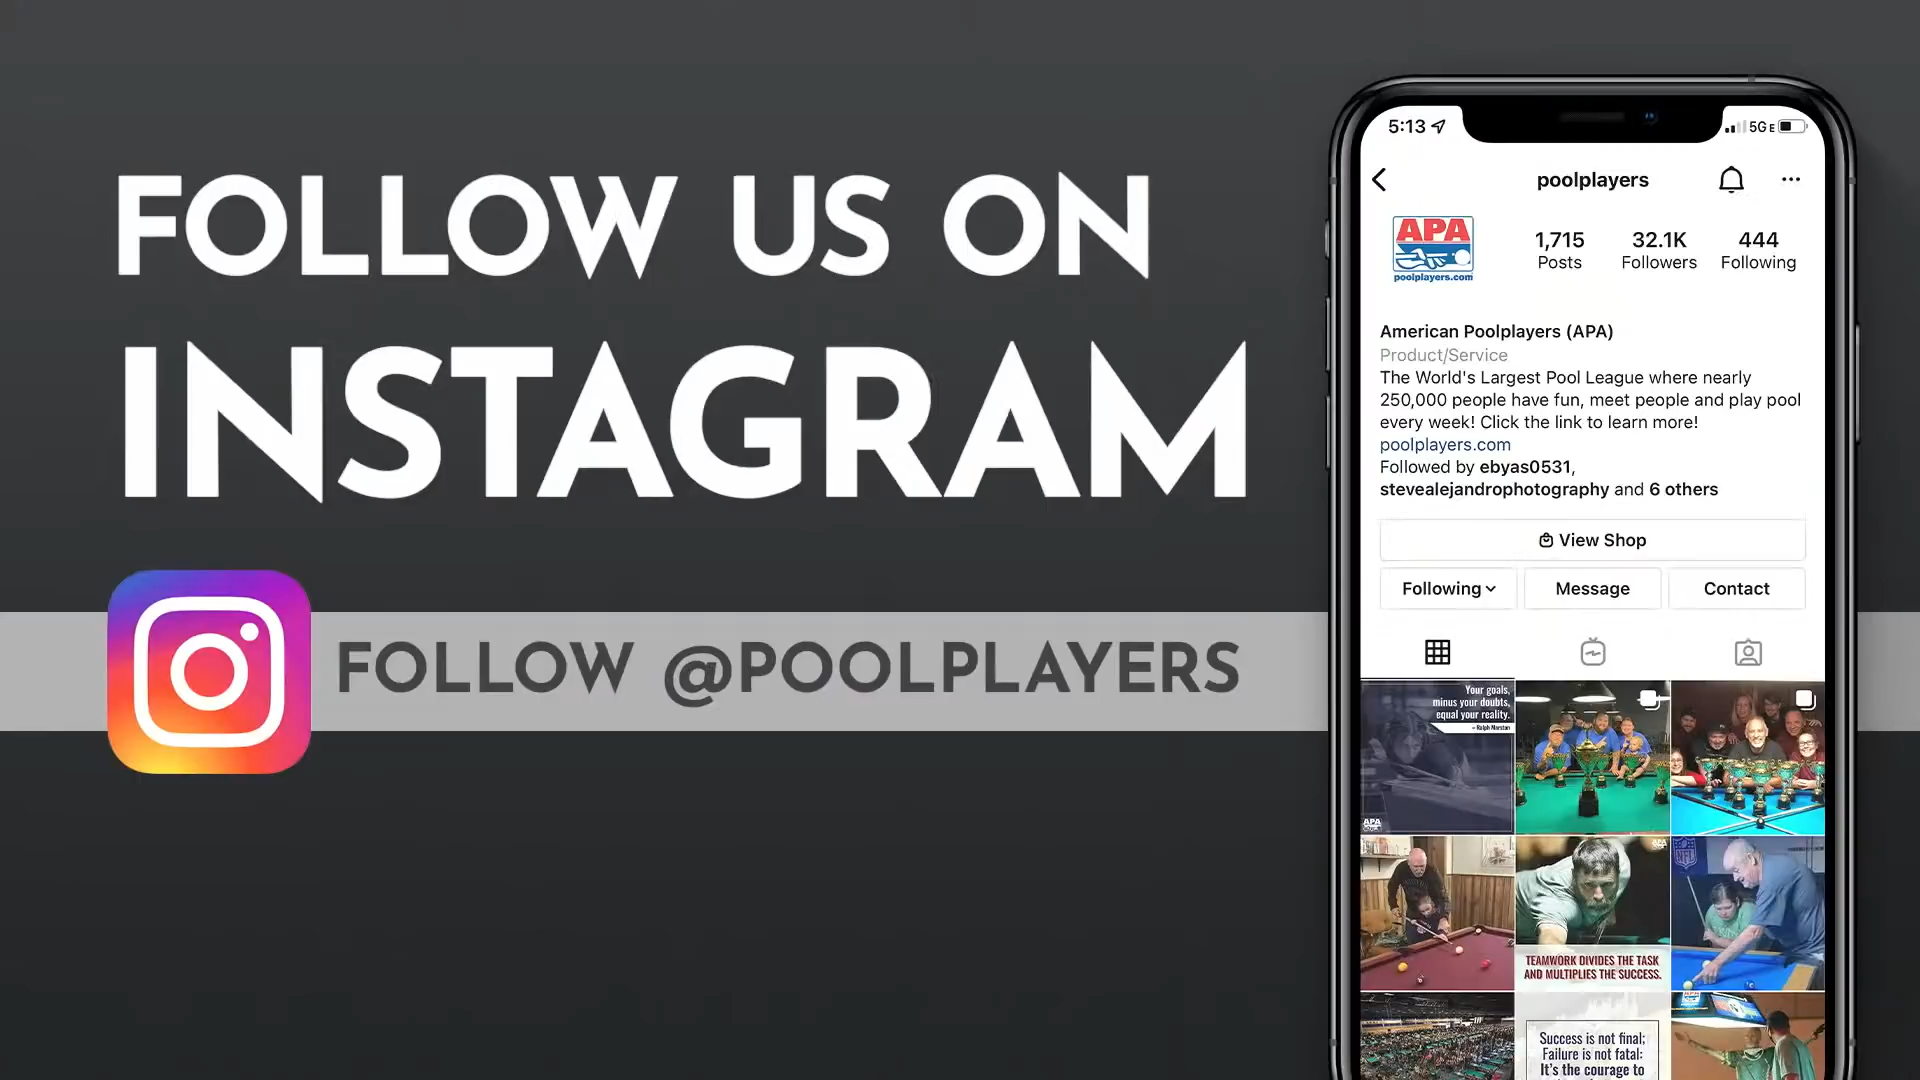 FOLLOW US ON
INSTAGRAM
FOLLOW @POOLPLAYERS
5:13
5G E
poolplayers
APA
poolplayers.com
1,715
Posts
32.1K
Followers
444
Following
American Poolplayers (APA)
Product/Service
The World's Largest Pool League where nearly
250,000 people have fun, meet people and play pool
every week! Click the link to learn more!
poolplayers.com
Followed by ebyas0531,
stevealejandrophotography and 6 others
View Shop
Following
Message
Contact
Your goals,
minus your doubts,
equal your reality.
- Ralph Marston
APA
APA
NFL
TEAMWORK DIVIDES THE TASK
AND MULTIPLIES THE SUCCESS.
Success is not final;
Failure is not fatal:
It's the courage to